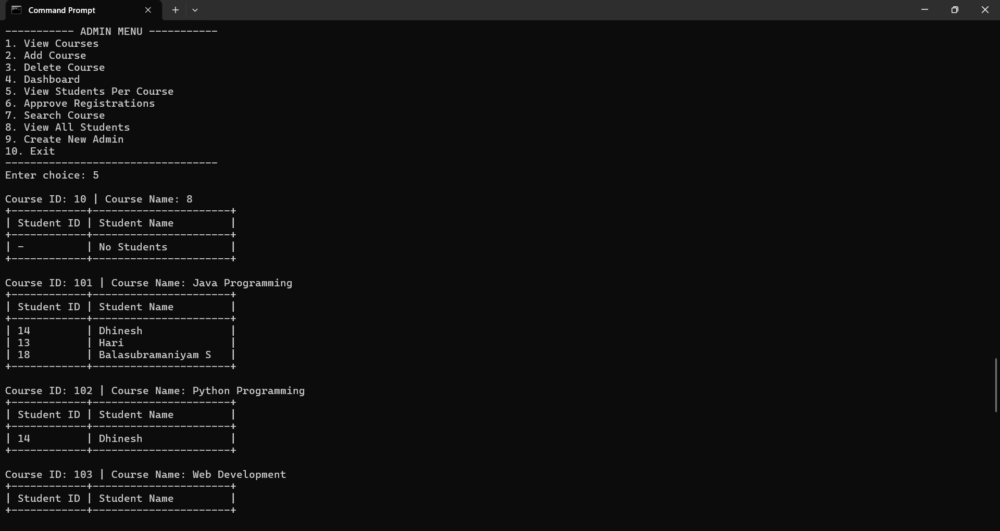 Command Prompt
----------- ADMIN MENU -----------
1. View Courses
2. Add Course
3. Delete Course
4. Dashboard
5. View Students Per Course
6. Approve Registrations
7. Search Course
8. View All Students
9. Create New Admin
10. Exit
----------------------------------
Enter choice: 5

Course ID: 10 | Course Name: 8
+------------+----------------------+
| Student ID | Student Name         |
+------------+----------------------+
| -          | No Students          |
+------------+----------------------+

Course ID: 101 | Course Name: Java Programming
+------------+----------------------+
| Student ID | Student Name         |
+------------+----------------------+
| 14         | Dhinesh              |
| 13         | Hari                 |
| 18         | Balasubramaniyam S   |
+------------+----------------------+

Course ID: 102 | Course Name: Python Programming
+------------+----------------------+
| Student ID | Student Name         |
+------------+----------------------+
| 14         | Dhinesh              |
+------------+----------------------+

Course ID: 103 | Course Name: Web Development
+------------+----------------------+
| Student ID | Student Name         |
+------------+----------------------+